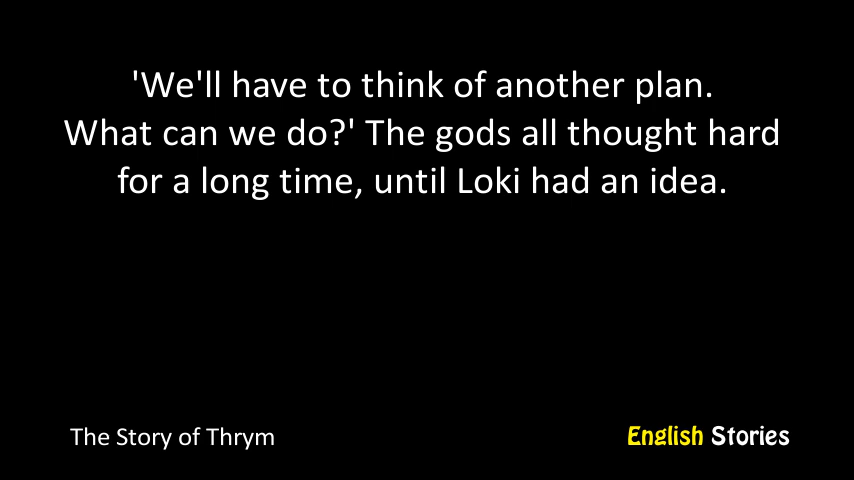 'We'll have to think of another plan.
What can we do?' The gods all thought hard
for a long time, until Loki had an idea.
The Story of Thrym
English Stories